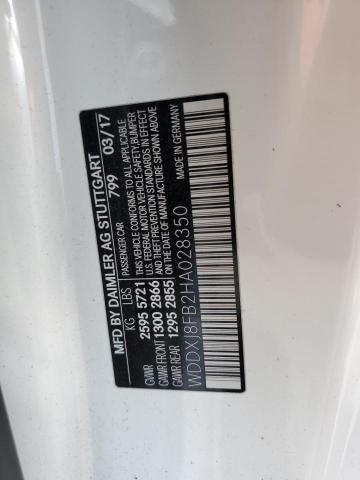 MFD BY DAIMLER AG STUTTGART
799 03/17
KG LBS PASSENGER CAR
GVWR 2595 5721 THIS VEHICLE CONFORMS TO ALL APPLICABLE
GAWR FRONT 1300 2866 U.S. FEDERAL MOTOR VEHICLE SAFETY, BUMPER
GAWR REAR 1295 2855 & THEFT PREVENTION STANDARDS IN EFFECT
ON THE DATE OF MANUFACTURE SHOWN ABOVE
WDDXJ8FB2HA028350 MADE IN GERMANY